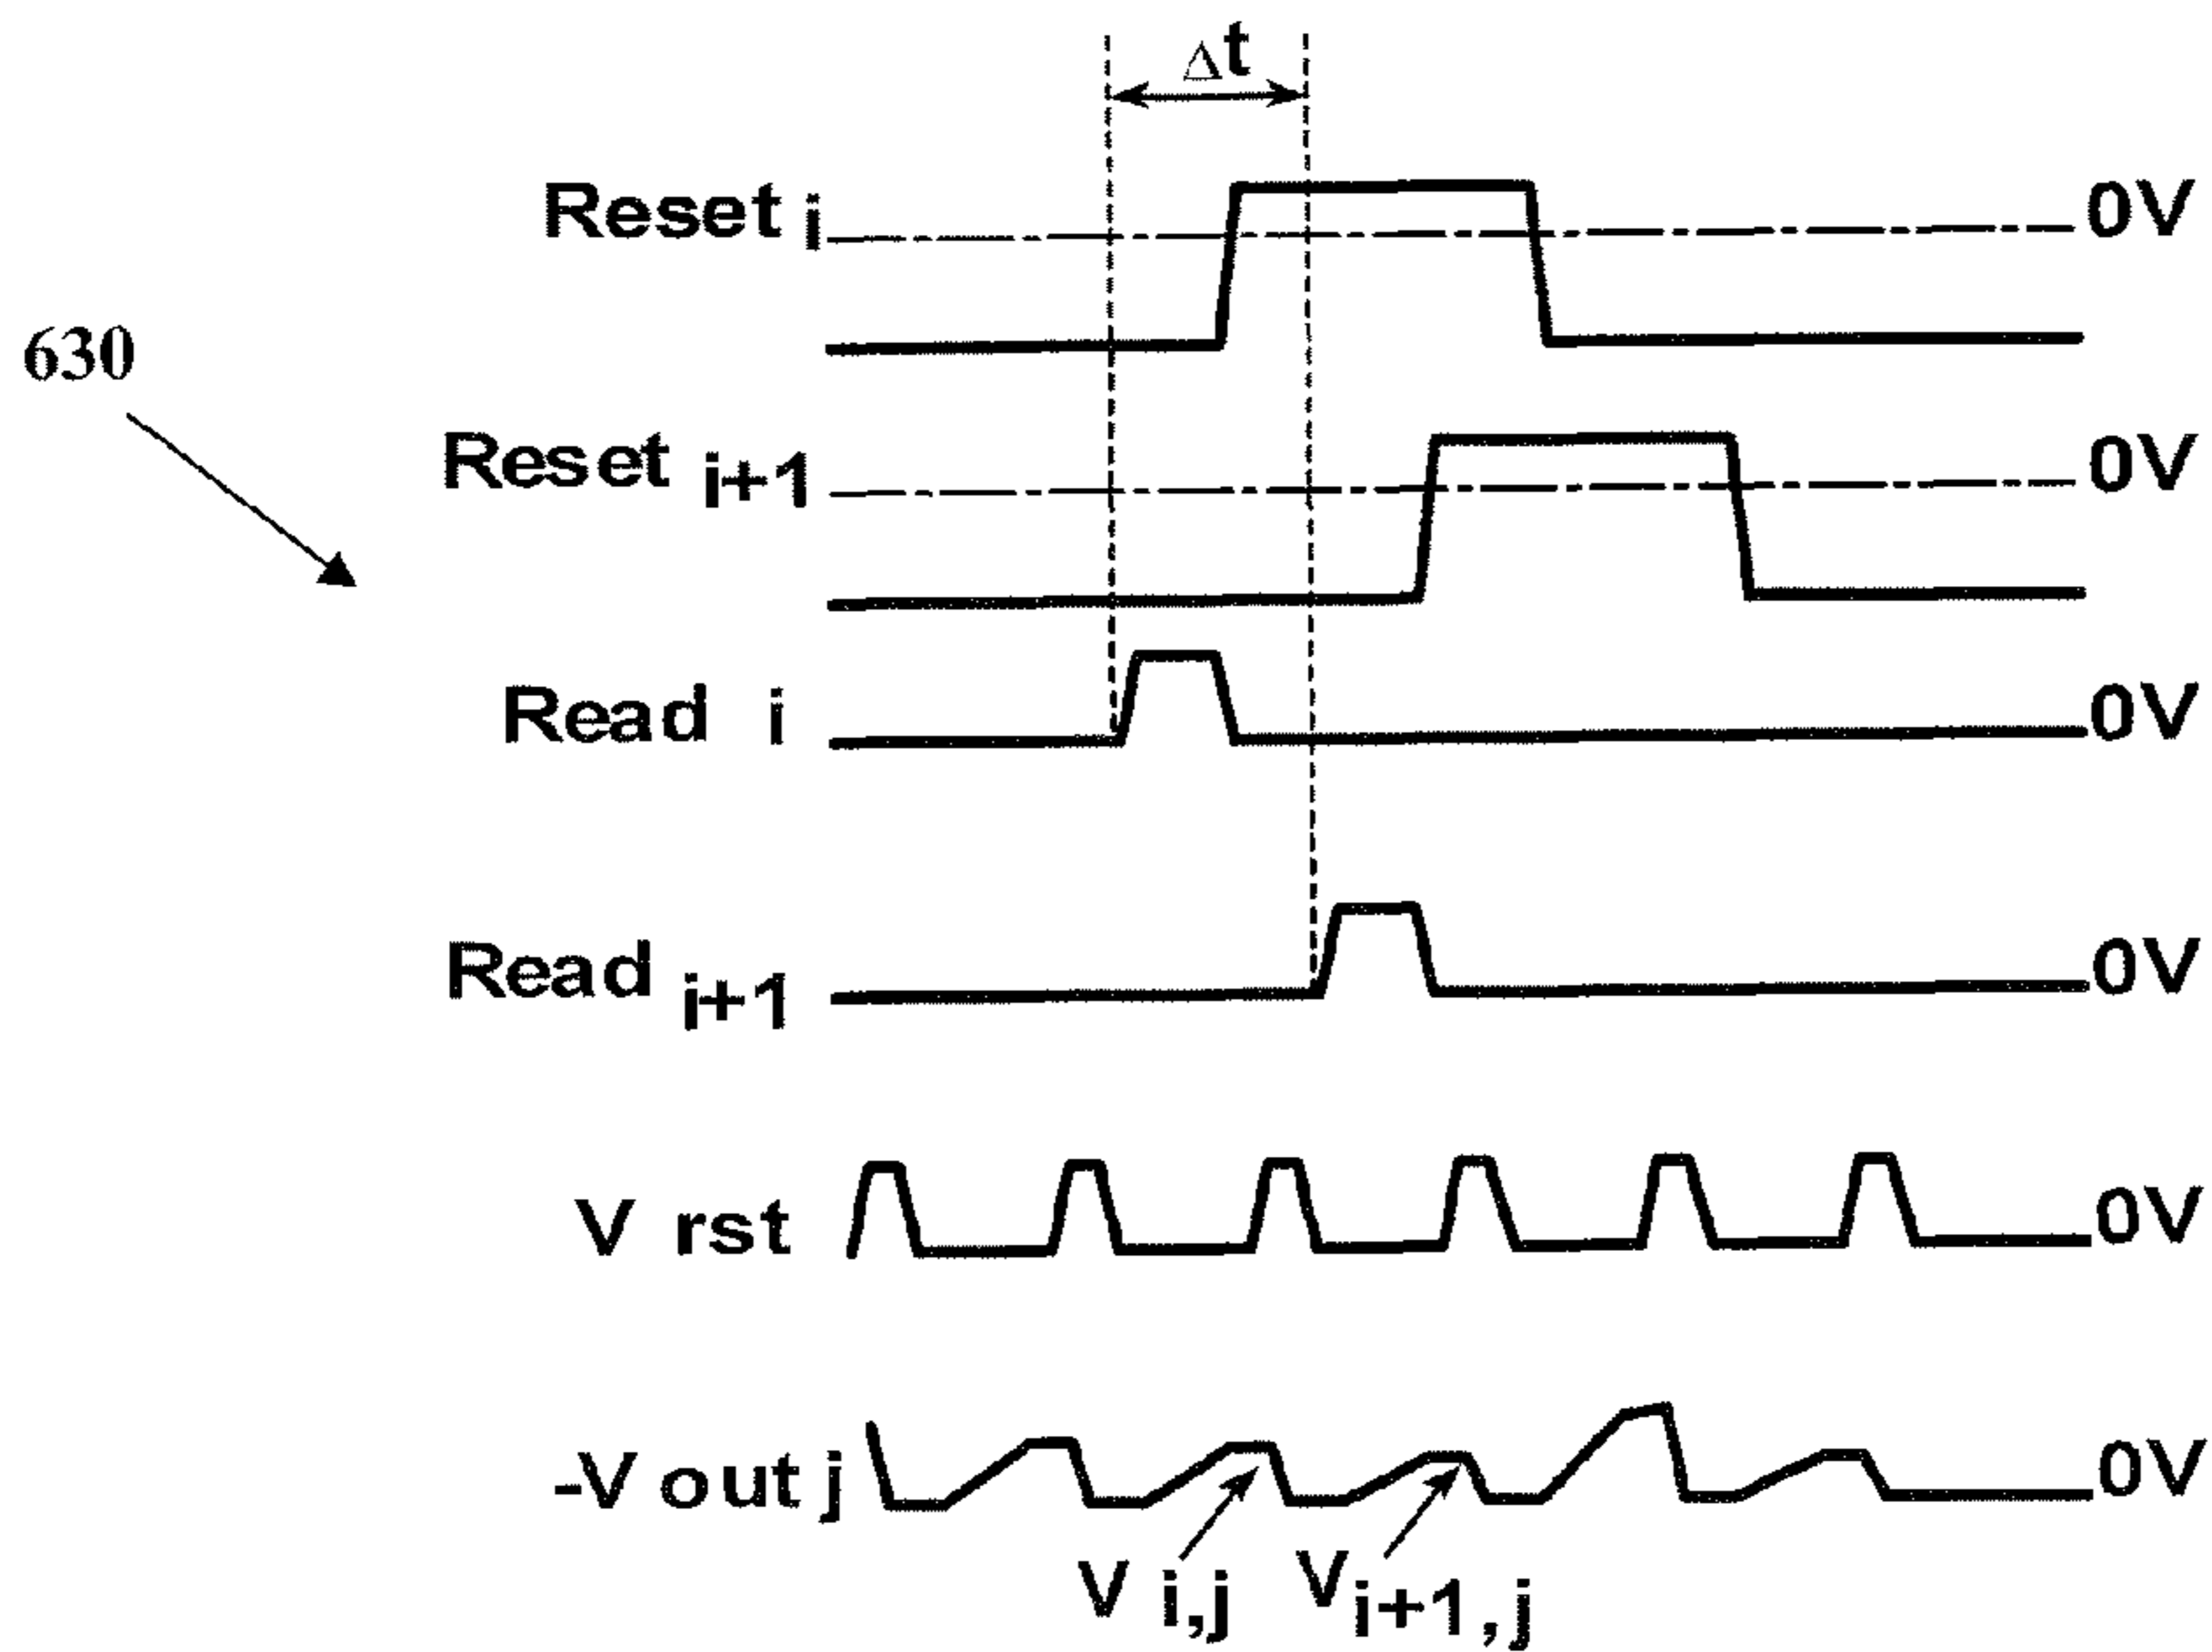 Δt
Reset i 0V
630
Reset i+1 0V
Read i 0V
Read i+1 0V
V rst 0V
-V out j 0V
V i,j V i+1,j